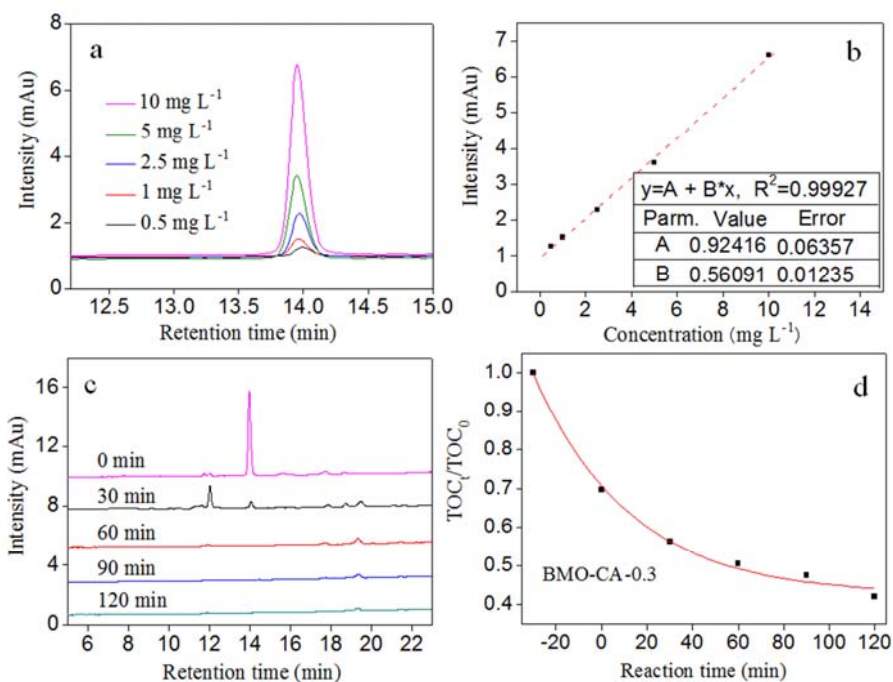 a
10 mg L⁻¹
5 mg L⁻¹
2.5 mg L⁻¹
1 mg L⁻¹
0.5 mg L⁻¹
Intensity (mAu)
8
6
4
2
0
12.5 13.0 13.5 14.0 14.5 15.0
Retention time (min)
b
Intensity (mAu)
7
6
5
4
3
2
1
0
y=A + B*x, R²=0.99927
Parm. Value Error
A 0.92416 0.06357
B 0.56091 0.01235
0 2 4 6 8 10 12 14
Concentration (mg L⁻¹)
c
Intensity (mAu)
16
12
8
4
0
0 min
30 min
60 min
90 min
120 min
6 8 10 12 14 16 18 20 22
Retention time (min)
d
TOCₜ/TOC₀
1.0
0.9
0.8
0.7
0.6
0.5
0.4
BMO-CA-0.3
-20 0 20 40 60 80 100 120
Reaction time (min)